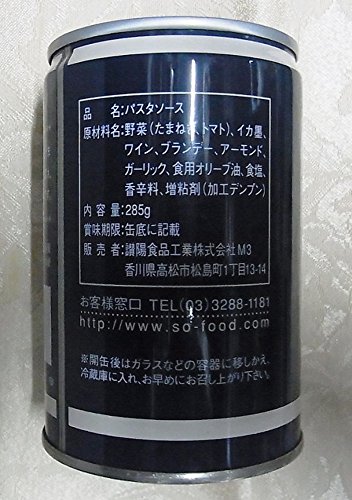 品　名:パスタソース
原材料名:野菜(たまねぎ、トマト)、イカ墨、
ワイン、ブランデー、アーモンド、
ガーリック、食用オリーブ油、食塩、
香辛料、増粘剤(加工デンプン)
内 容 量:285g
賞味期限:缶底に記載
販 売 者:讃陽食品工業株式会社M3
香川県高松市松島町1丁目13-14
お客様窓口 TEL(03)3288-1181
http://www.so-food.com
※開缶後はガラスなどの容器に移しかえ、
冷蔵庫に入れ、お早めにお召し上がり下さい。